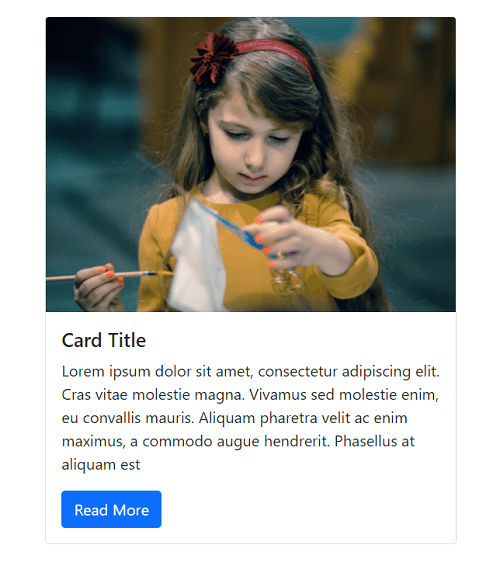 Card Title
Lorem ipsum dolor sit amet, consectetur adipiscing elit.
Cras vitae molestie magna. Vivamus sed molestie enim,
eu convallis mauris. Aliquam pharetra velit ac enim
maximus, a commodo augue hendrerit. Phasellus at
aliquam est
Read More